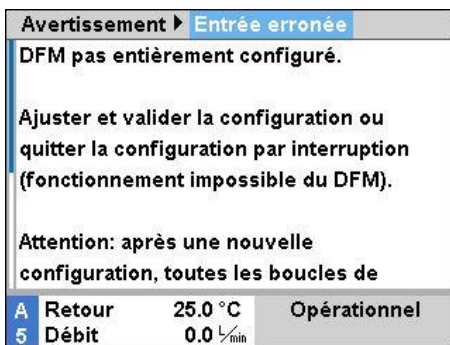 Avertissement ▶ Entrée erronée
DFM pas entièrement configuré.
Ajuster et valider la configuration ou
quitter la configuration par interruption
(fonctionnement impossible du DFM).
Attention: après une nouvelle
configuration, toutes les boucles de
A Retour 25.0 °C Opérationnel
5 Débit 0.0 L/min